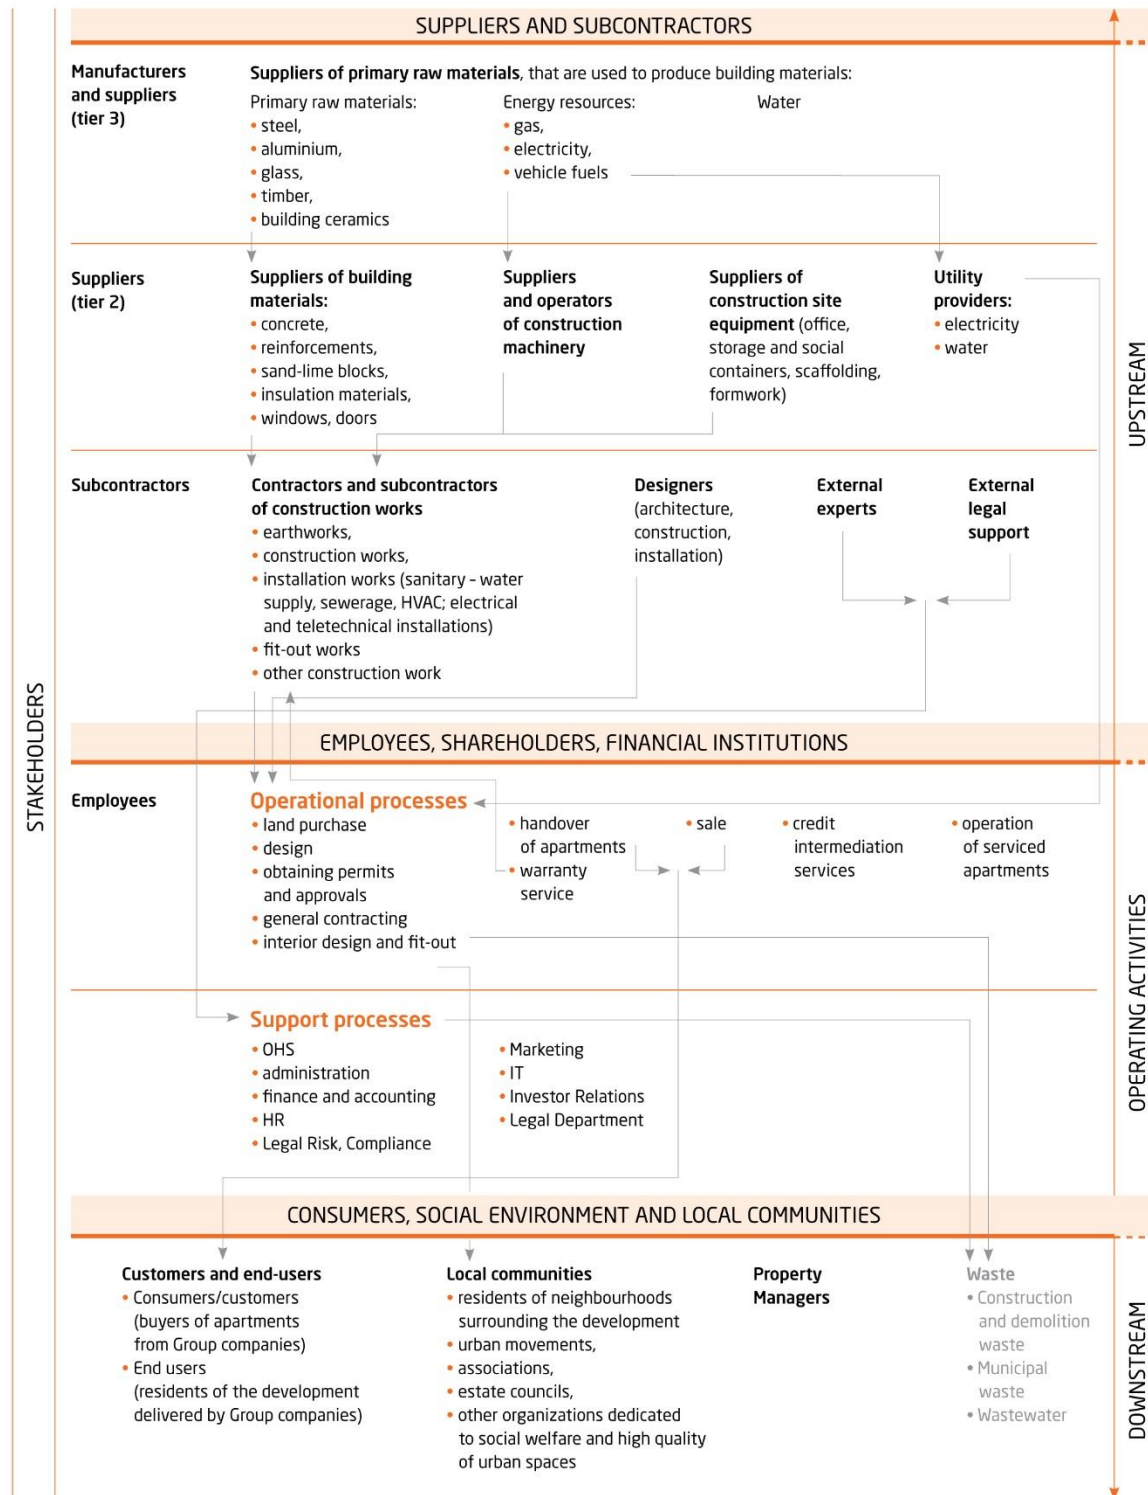 SUPPLIERS AND SUBCONTRACTORS
Manufacturers
and suppliers
(tier 3)
Suppliers of primary raw materials, that are used to produce building materials:
Primary raw materials:
• steel,
• aluminium,
• glass,
• timber,
• building ceramics
Energy resources:
• gas,
• electricity,
• vehicle fuels
Water
Suppliers
(tier 2)
Suppliers of building
materials:
• concrete,
• reinforcements,
• sand-lime blocks,
• insulation materials,
• windows, doors
Suppliers
and operators
of construction
machinery
Suppliers of
construction site
equipment (office,
storage and social
containers, scaffolding,
formwork)
Utility
providers:
• electricity
• water
Subcontractors
Contractors and subcontractors
of construction works
• earthworks,
• construction works,
• installation works (sanitary – water
supply, sewerage, HVAC; electrical
and teletechnical installations)
• fit-out works
• other construction work
Designers
(architecture,
construction,
installation)
External
experts
External
legal
support
EMPLOYEES, SHAREHOLDERS, FINANCIAL INSTITUTIONS
Employees
Operational processes
• land purchase
• design
• obtaining permits
and approvals
• general contracting
• interior design and fit-out
• handover
of apartments
• warranty
service
• sale
• credit
intermediation
services
• operation
of serviced
apartments
Support processes
• OHS
• administration
• finance and accounting
• HR
• Legal Risk, Compliance
• Marketing
• IT
• Investor Relations
• Legal Department
CONSUMERS, SOCIAL ENVIRONMENT AND LOCAL COMMUNITIES
Customers and end-users
• Consumers/customers
(buyers of apartments
from Group companies)
• End users
(residents of the development
delivered by Group companies)
Local communities
• residents of neighbourhoods
surrounding the development
• urban movements,
• associations,
• estate councils,
• other organizations dedicated
to social welfare and high quality
of urban spaces
Property
Managers
Waste
• Construction
and demolition
waste
• Municipal
waste
• Wastewater
STAKEHOLDERS
UPSTREAM
OPERATING ACTIVITIES
DOWNSTREAM